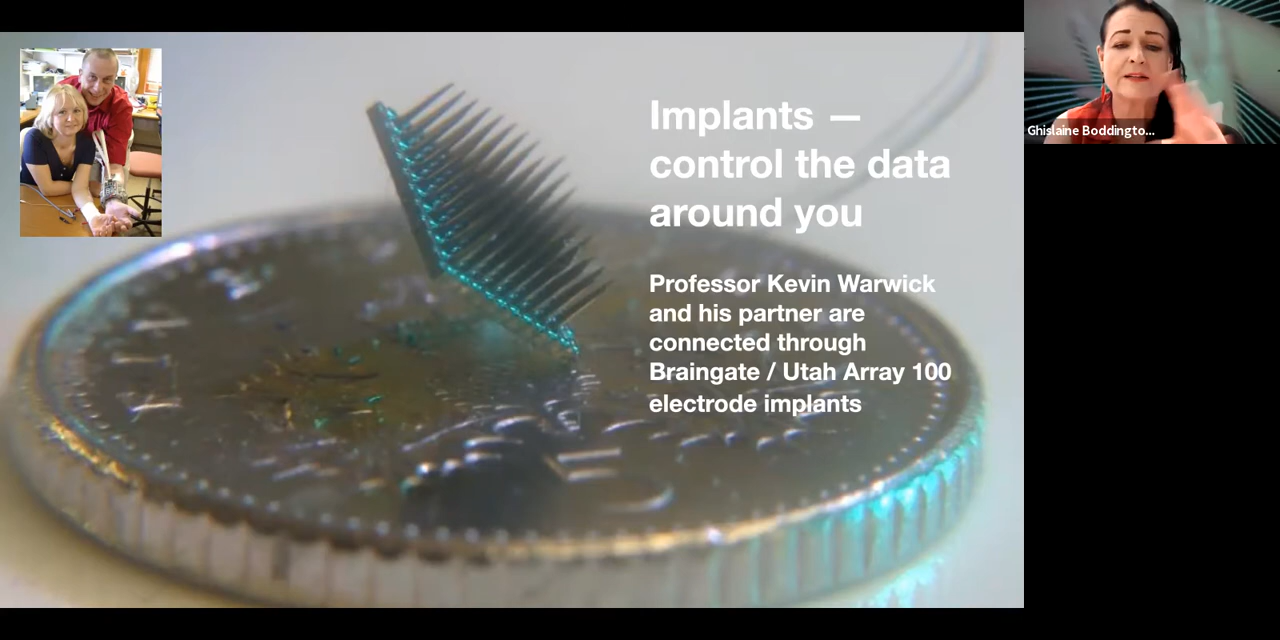 Implants —
control the data
around you
Professor Kevin Warwick
and his partner are
connected through
Braingate / Utah Array 100
electrode implants
Ghislaine Boddingto...